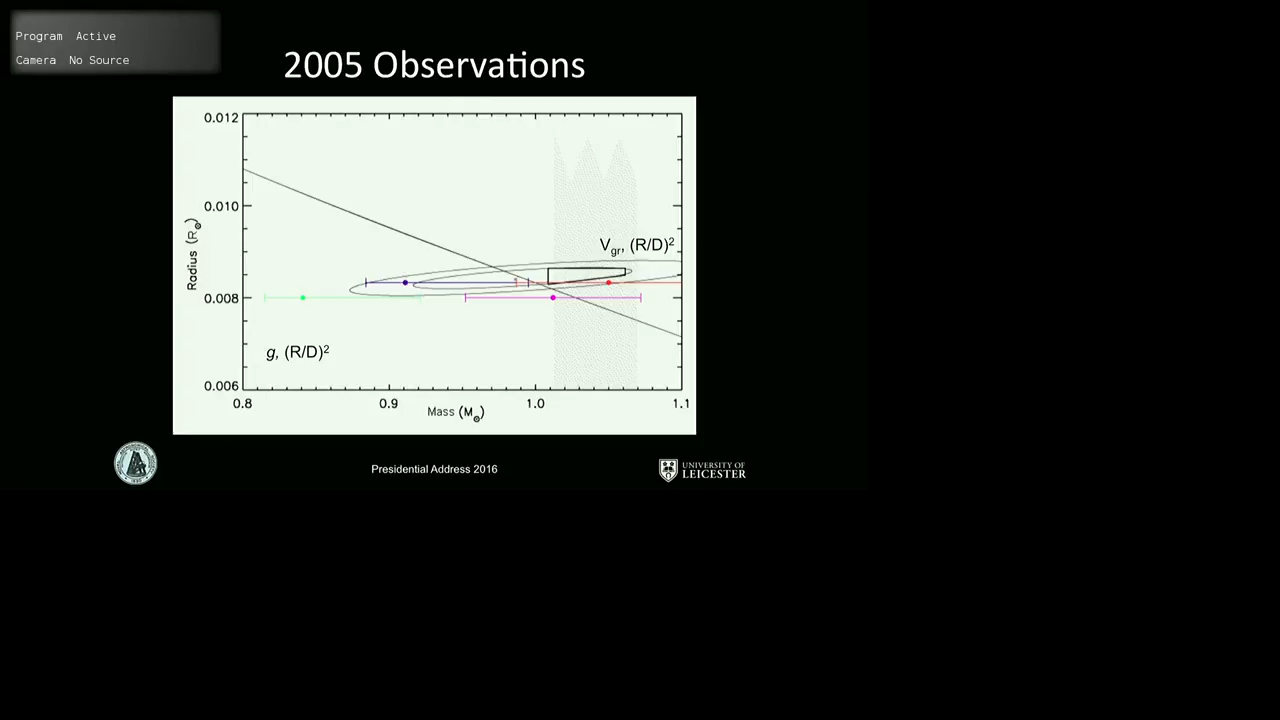 Program Active
Camera No Source
2005 Observations
0.012
0.010
0.008
0.006
Radius (R⊙)
Vgr, (R/D)²
g, (R/D)²
0.8 0.9 1.0 1.1
Mass (M⊙)
Presidential Address 2016
UNIVERSITY OF
LEICESTER